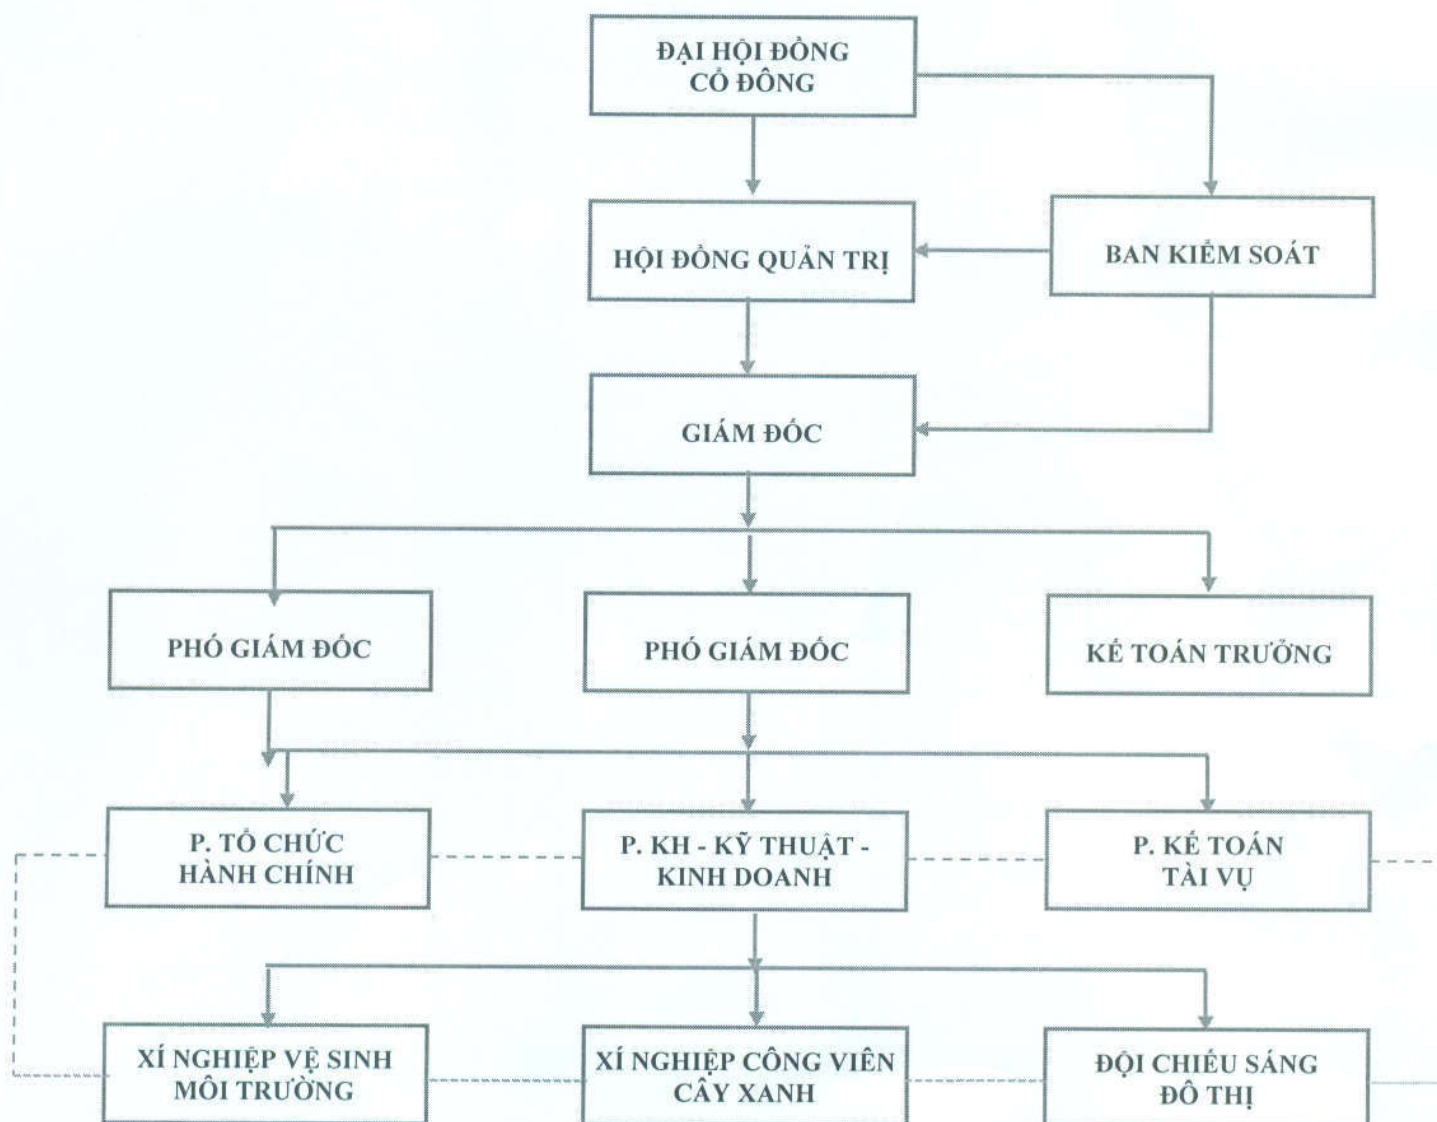 ĐẠI HỘI ĐỒNG
CỔ ĐÔNG
HỘI ĐỒNG QUẢN TRỊ
BAN KIỂM SOÁT
GIÁM ĐỐC
PHÓ GIÁM ĐỐC
PHÓ GIÁM ĐỐC
KẾ TOÁN TRƯỞNG
P. TỔ CHỨC
HÀNH CHÍNH
P. KH - KỸ THUẬT -
KINH DOANH
P. KẾ TOÁN
TÀI VỤ
XÍ NGHIỆP VỆ SINH
MÔI TRƯỜNG
XÍ NGHIỆP CÔNG VIÊN
CÂY XANH
ĐỘI CHIẾU SÁNG
ĐÔ THỊ